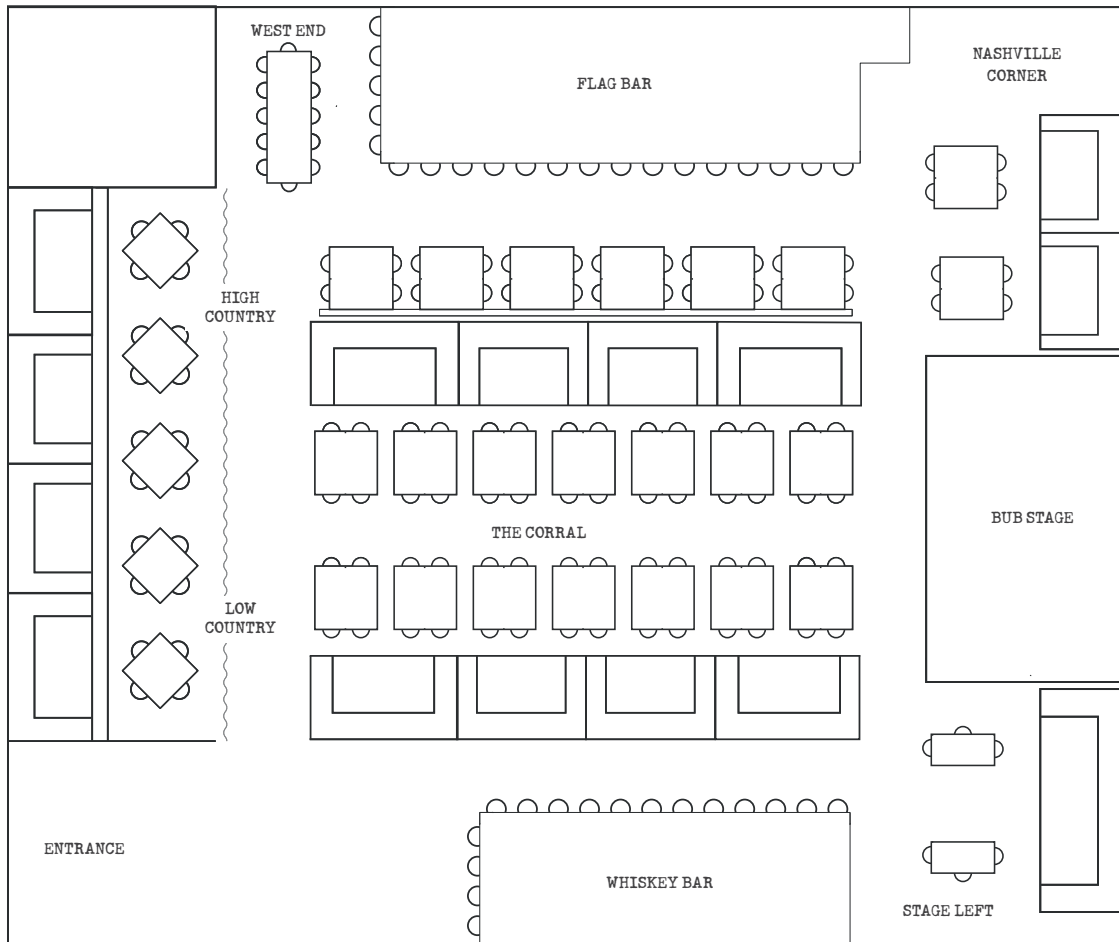 WEST END
FLAG BAR
NASHVILLE
CORNER
HIGH
COUNTRY
BUB STAGE
THE CORRAL
LOW
COUNTRY
ENTRANCE
WHISKEY BAR
STAGE LEFT